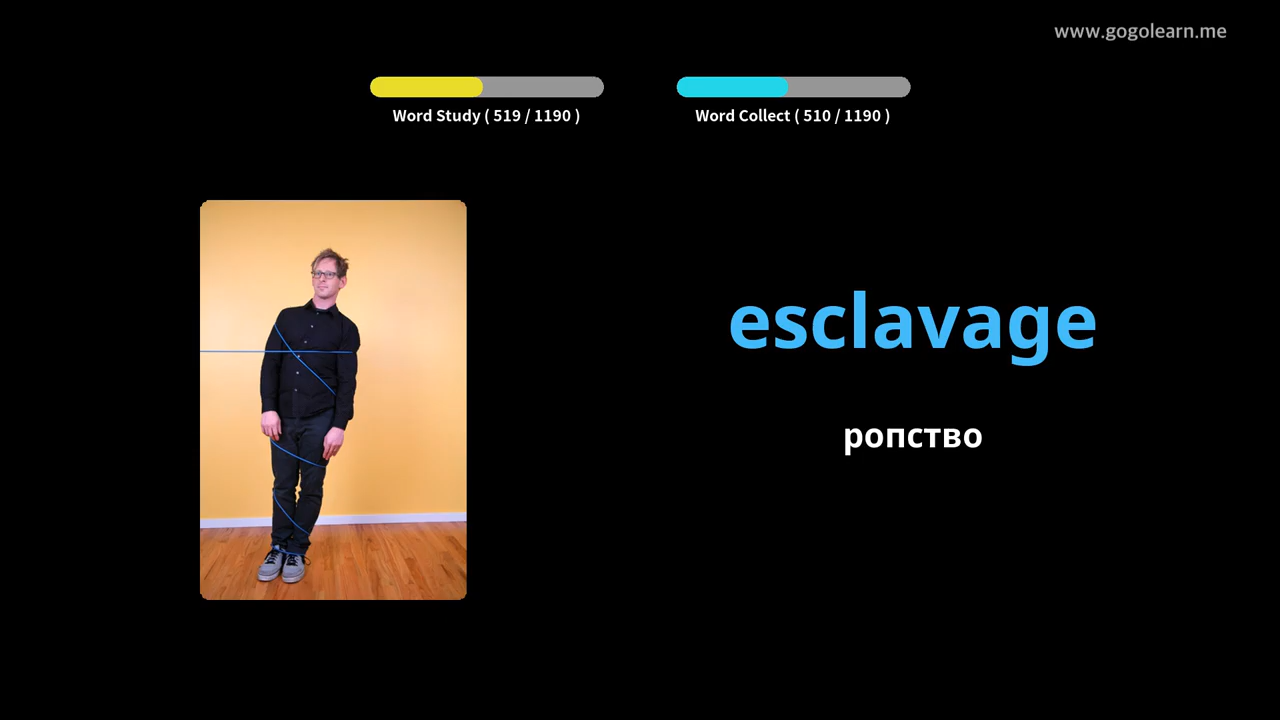 www.gogolearn.me
Word Study ( 519 / 1190 )
Word Collect ( 510 / 1190 )
esclavage
ропство